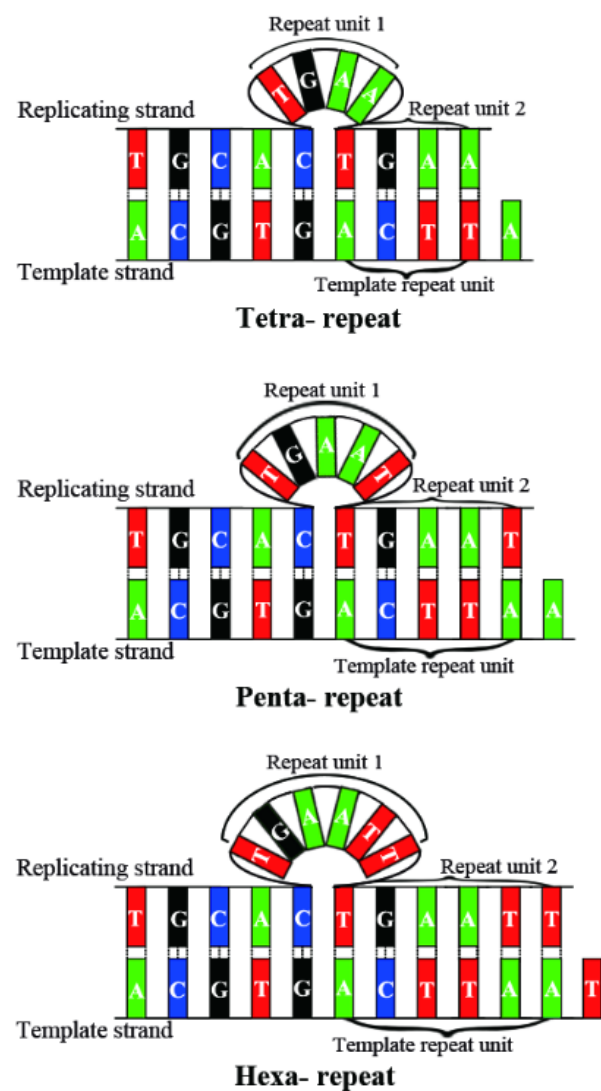 Repeat unit 1
T G A A
Replicating strand
Repeat unit 2
T G C A C T G A A
A C G T G A C T T A
Template strand
Template repeat unit
Tetra- repeat
Repeat unit 1
T G A A T
Replicating strand
Repeat unit 2
T G C A C T G A A T
A C G T G A C T T A A
Template strand
Template repeat unit
Penta- repeat
Repeat unit 1
T G A A T T
Replicating strand
Repeat unit 2
T G C A C T G A A T T
A C G T G A C T T A A T
Template strand
Template repeat unit
Hexa- repeat